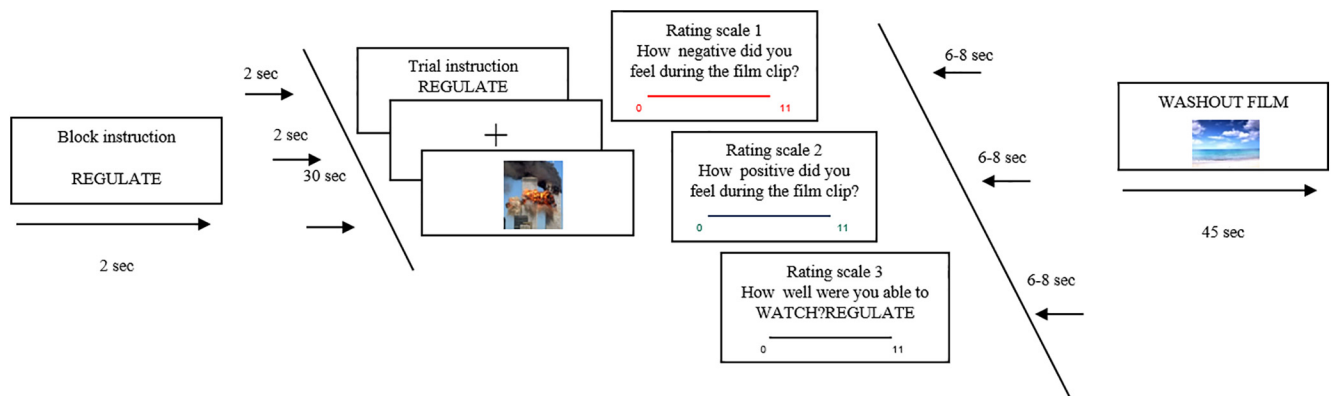 Block instruction
REGULATE
2 sec
2 sec
2 sec
30 sec
Trial instruction
REGULATE
Rating scale 1
How negative did you
feel during the film clip?
0 11
Rating scale 2
How positive did you
feel during the film clip?
0 11
Rating scale 3
How well were you able to
WATCH?REGULATE
0 11
6-8 sec
6-8 sec
6-8 sec
WASHOUT FILM
45 sec